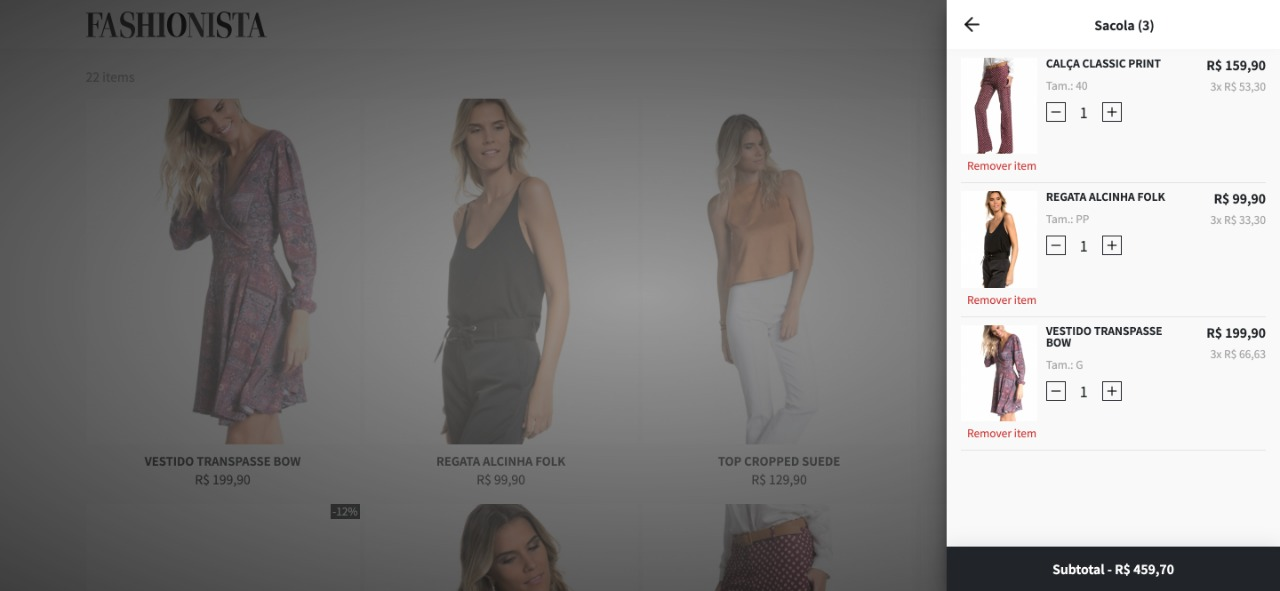 FASHIONISTA
22 items
VESTIDO TRANSPASSE BOW
R$ 199,90
REGATA ALCINHA FOLK
R$ 99,90
TOP CROPPED SUEDE
R$ 129,90
-12%
Sacola (3)
CALÇA CLASSIC PRINT
R$ 159,90
Tam.: 40
3x R$ 53,30
1
Remover item
REGATA ALCINHA FOLK
R$ 99,90
Tam.: PP
3x R$ 33,30
1
Remover item
VESTIDO TRANSPASSE
BOW
R$ 199,90
Tam.: G
3x R$ 66,63
1
Remover item
Subtotal - R$ 459,70